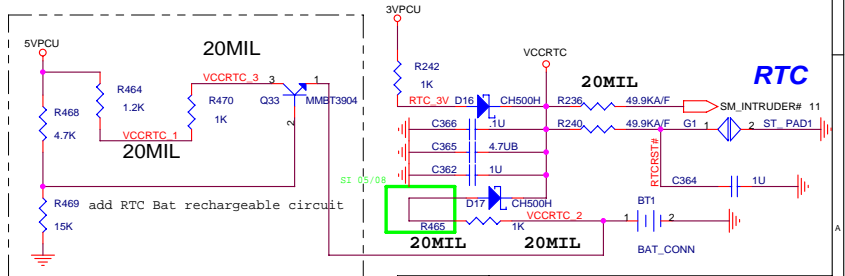 3VPCU
5VPCU
20MIL
R464
1.2K
VCCRTC_3
3
1
Q33
MMBT3904
2
R470
1K
R468
4.7K
VCCRTC_1
20MIL
R469
15K
add RTC Bat rechargeable circuit
R242
1K
VCCRTC
RTC
20MIL
RTC_3V
D16
CH500H
R236
49.9KA/F
SM_INTRUDER# 11
C366
.1U
R240
49.9KA/F
G1
1
2
ST_PAD1
C365
4.7UB
RTCRST#
C362
1U
C364
1U
SI 05/08
D17
CH500H
R465
1K
VCCRTC_2
BT1
1
2
20MIL
20MIL
BAT_CONN
A